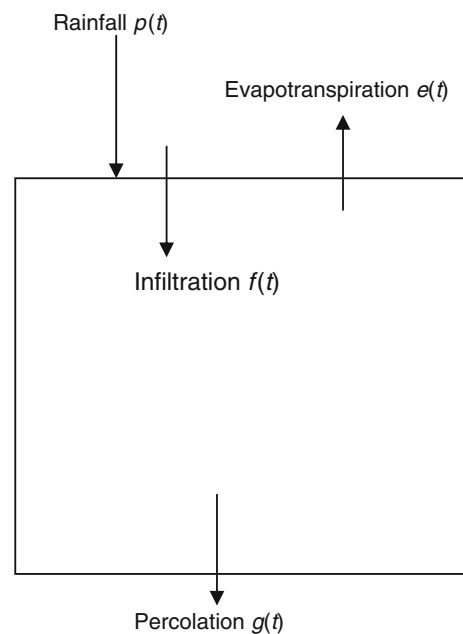 Rainfall p(t)
Evapotranspiration e(t)
Infiltration f(t)
Percolation g(t)